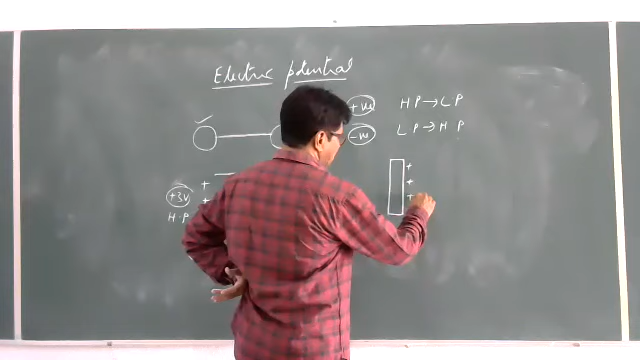 Electric potential
+ve HP→LP
-ve LP→HP
+
+3V +
H.P
+
+
+